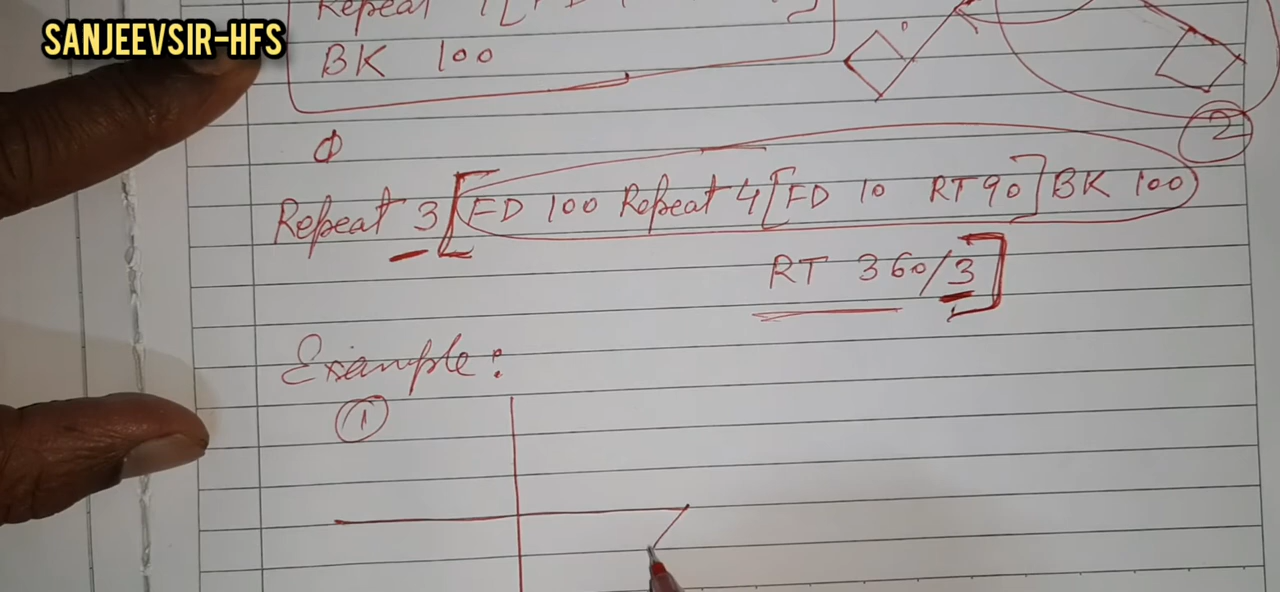 SANJEEVSIR-HFS
Repeat
BK 100
2
Repeat 3[FD 100 Repeat 4[FD 10 RT 90] BK 100
RT 360/3]
Example:
1